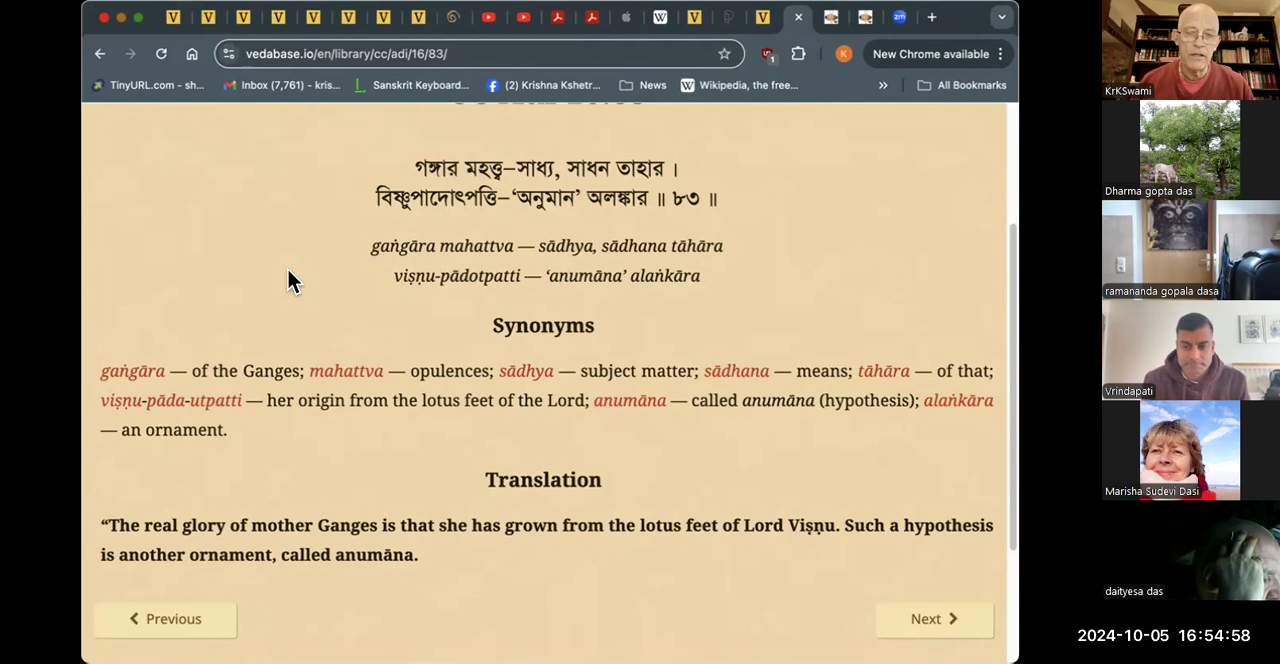 vedabase.io/en/library/cc/adi/16/83/
New Chrome available
TinyURL.com - sh...
Inbox (7,761) - kris...
Sanskrit Keyboard...
(2) Krishna Kshetr...
News
Wikipedia, the free...
»
All Bookmarks
গঙ্গার মহত্ত্ব—সাধ্য, সাধন তাহার ।
বিষ্ণুপাদোৎপত্তি—‘অনুমান’ অলঙ্কার ॥ ৮৩ ॥
gaṅgāra mahattva — sādhya, sādhana tāhāra
viṣṇu-pādotpatti — ‘anumāna’ alaṅkāra
Synonyms
gaṅgāra — of the Ganges; mahattva — opulences; sādhya — subject matter; sādhana — means; tāhāra — of that;
viṣṇu-pāda-utpatti — her origin from the lotus feet of the Lord; anumāna — called anumāna (hypothesis); alaṅkāra
— an ornament.
Translation
“The real glory of mother Ganges is that she has grown from the lotus feet of Lord Viṣṇu. Such a hypothesis
is another ornament, called anumāna.
Previous
Next
KrKSwami
Dharma gopta das
ramananda gopala dasa
Vrindapati
Marisha Sudevi Dasi
daityesa das
2024-10-05 16:54:58